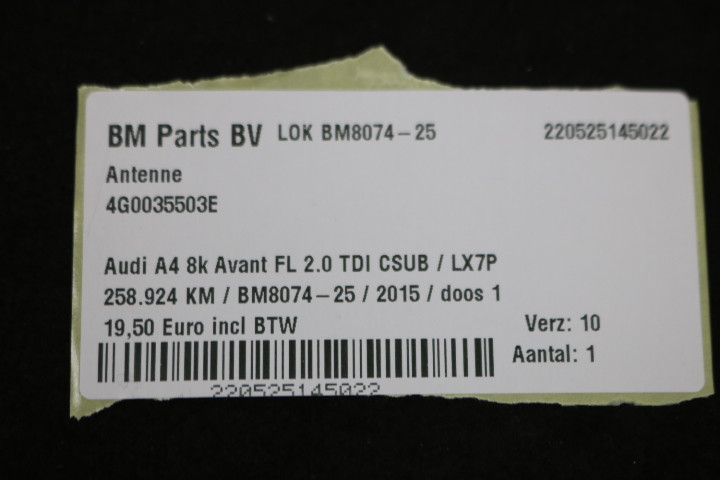 BM Parts BV LOK BM8074-25 220525145022
Antenne
4G0035503E
Audi A4 8k Avant FL 2.0 TDI CSUB / LX7P
258.924 KM / BM8074-25 / 2015 / doos 1
19,50 Euro incl BTW Verz: 10
Aantal: 1
220525145022